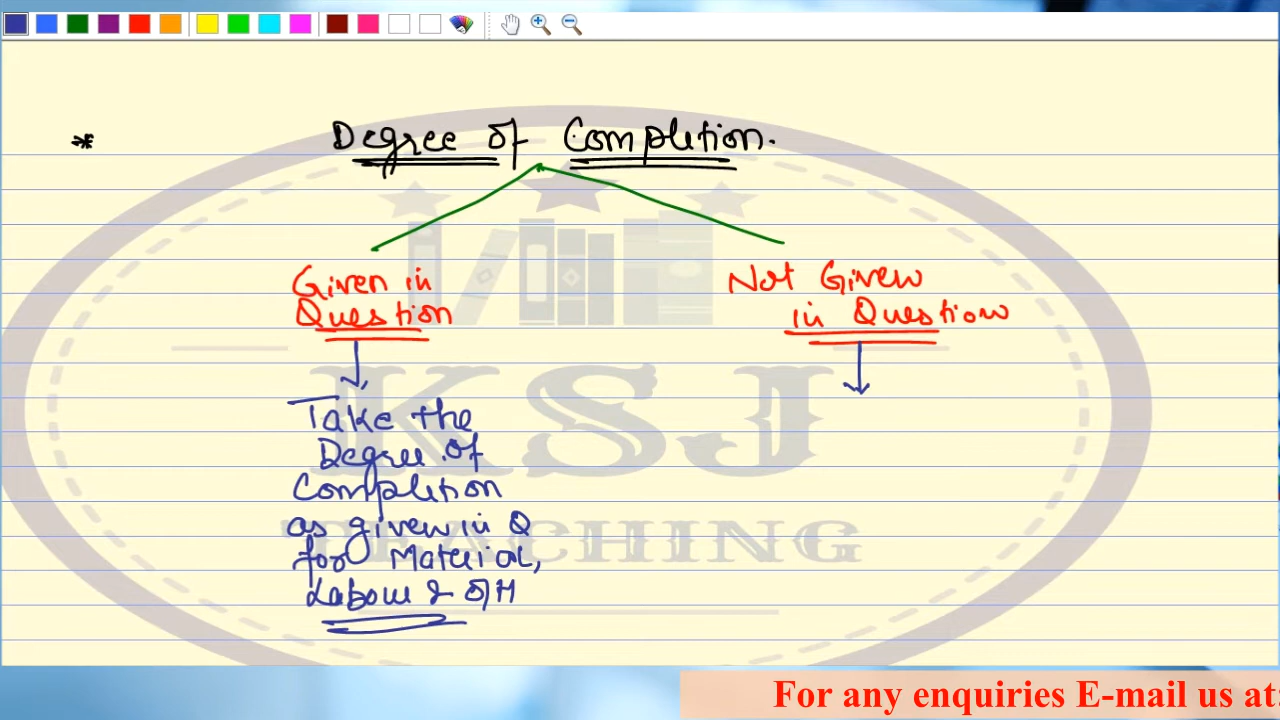 * Degree of Completion.
Given in
Question
Not Given
in Question
Take the
Degree of
Completion
as given in Q
for Material,
Labour & O/H
KSJ
TEACHING
For any enquiries E-mail us at: